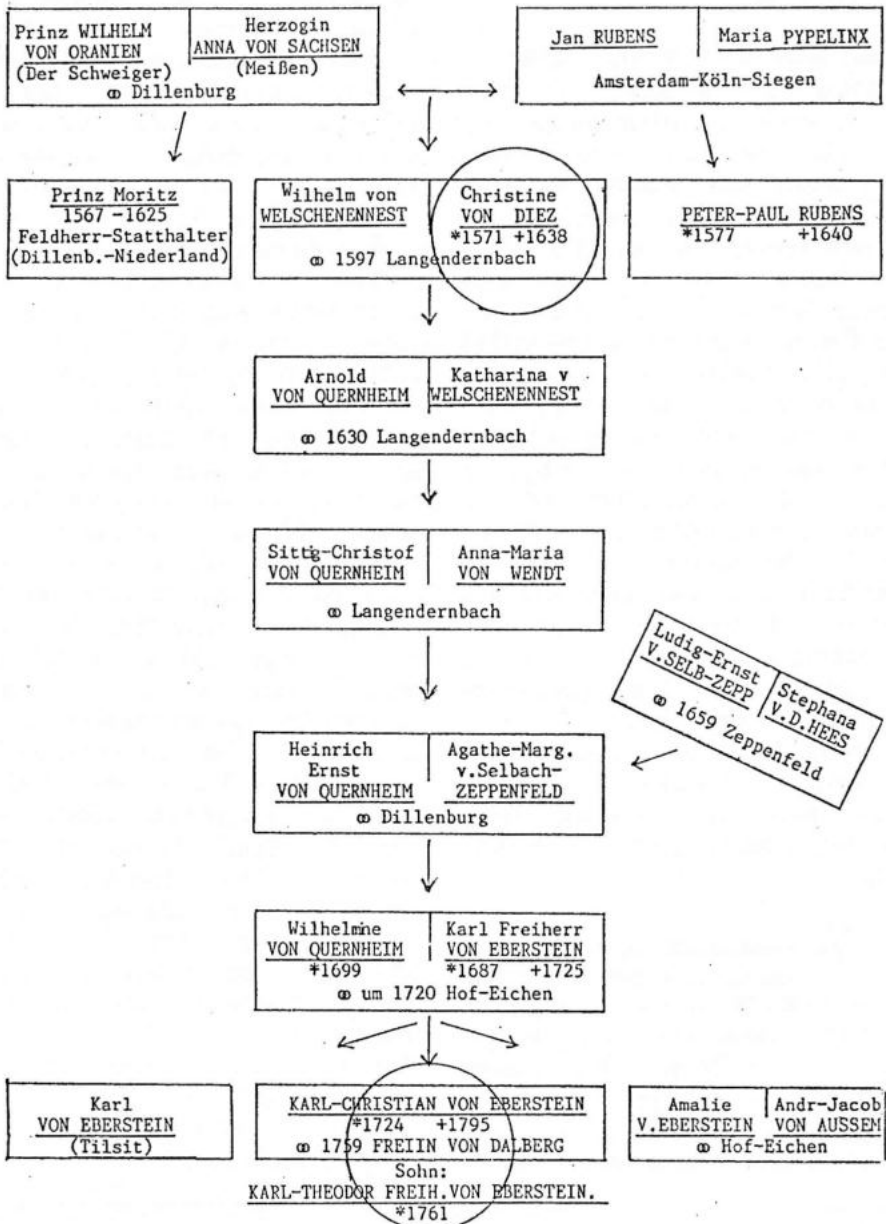 Prinz WILHELM
VON ORANIEN
(Der Schweiger)
Herzogin
ANNA VON SACHSEN
(Meißen)
⚭ Dillenburg
Jan RUBENS
Maria PYPELINX
Amsterdam-Köln-Siegen
Prinz Moritz
1567 -1625
Feldherr-Statthalter
(Dillenb.-Niederland)
Wilhelm von
WELSCHENENNEST
Christine
VON DIEZ
*1571 +1638
⚭ 1597 Langendernbach
PETER-PAUL RUBENS
*1577 +1640
Arnold
VON QUERNHEIM
Katharina v
WELSCHENENNEST
⚭ 1630 Langendernbach
Sittig-Christof
VON QUERNHEIM
Anna-Maria
VON WENDT
⚭ Langendernbach
Ludig-Ernst
V.SELB-ZEPP
Stephana
V.D.HEES
⚭ 1659 Zeppenfeld
Heinrich
Ernst
VON QUERNHEIM
Agathe-Marg.
v.Selbach-
ZEPPENFELD
⚭ Dillenburg
Wilhelmine
VON QUERNHEIM
*1699
Karl Freiherr
VON EBERSTEIN
*1687 +1725
⚭ um 1720 Hof-Eichen
Karl
VON EBERSTEIN
(Tilsit)
KARL-CHRISTIAN VON EBERSTEIN
*1724 +1795
⚭ 1759 FREIIN VON DALBERG
Sohn:
KARL-THEODOR FREIH.VON EBERSTEIN.
*1761
Amalie
V.EBERSTEIN
Andr-Jacob
VON AUSSEM
⚭ Hof-Eichen